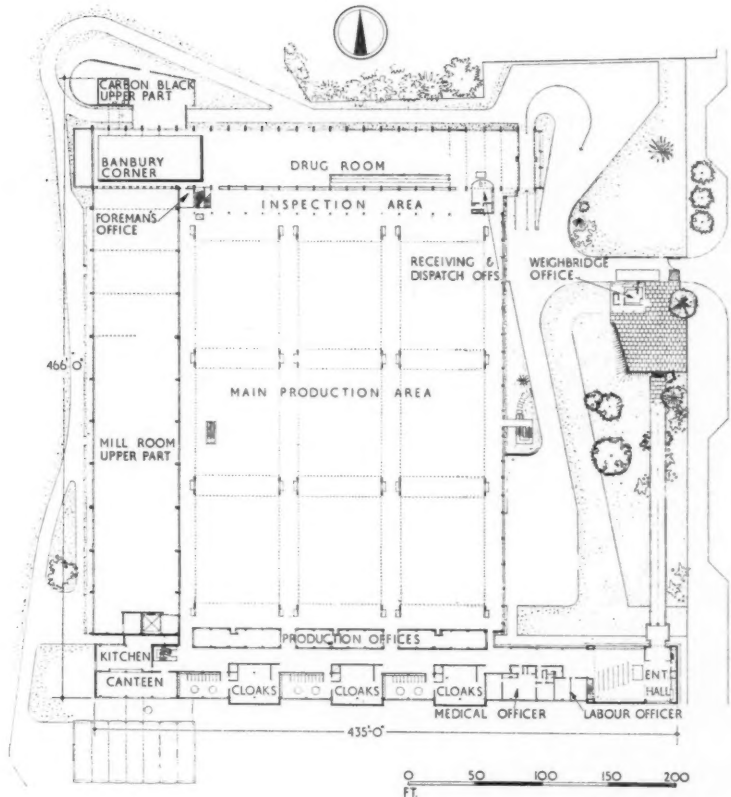 CARBON BLACK
UPPER PART
BANBURY
CORNER
DRUG ROOM
FOREMAN'S
OFFICE
INSPECTION AREA
RECEIVING &
DISPATCH OFFS.
WEIGHBRIDGE
OFFICE
466'·0"
MAIN PRODUCTION AREA
MILL ROOM
UPPER PART
PRODUCTION OFFICES
KITCHEN
CANTEEN
CLOAKS
CLOAKS
CLOAKS
MEDICAL OFFICER
LABOUR OFFICER
ENT.
HALL
435'·0"
0 50 100 150 200
FT.